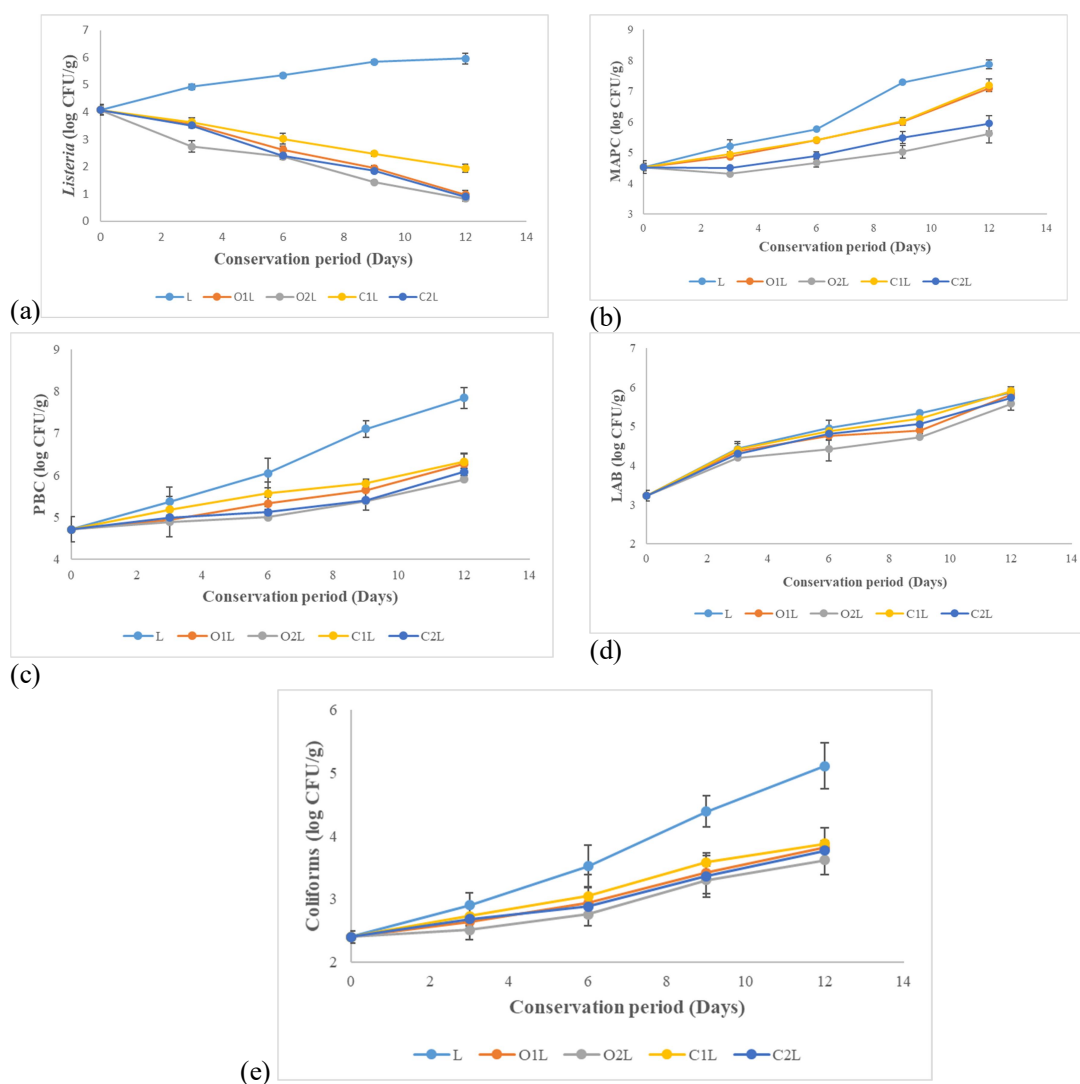 Listeria (log CFU/g)
7
6
5
4
3
2
1
0
0 2 4 6 8 10 12 14
Conservation period (Days)
L O1L O2L C1L C2L
(a)
MAPC (log CFU/g)
9
8
7
6
5
4
3
0 2 4 6 8 10 12 14
Conservation period (Days)
L O1L O2L C1L C2L
(b)
PBC (log CFU/g)
9
8
7
6
5
4
0 2 4 6 8 10 12 14
Conservation period (Days)
L O1L O2L C1L C2L
(c)
LAB (log CFU/g)
7
6
5
4
3
2
0 2 4 6 8 10 12 14
Conservation period (Days)
L O1L O2L C1L C2L
(d)
Coliforms (log CFU/g)
6
5
4
3
2
0 2 4 6 8 10 12 14
Conservation period (Days)
L O1L O2L C1L C2L
(e)